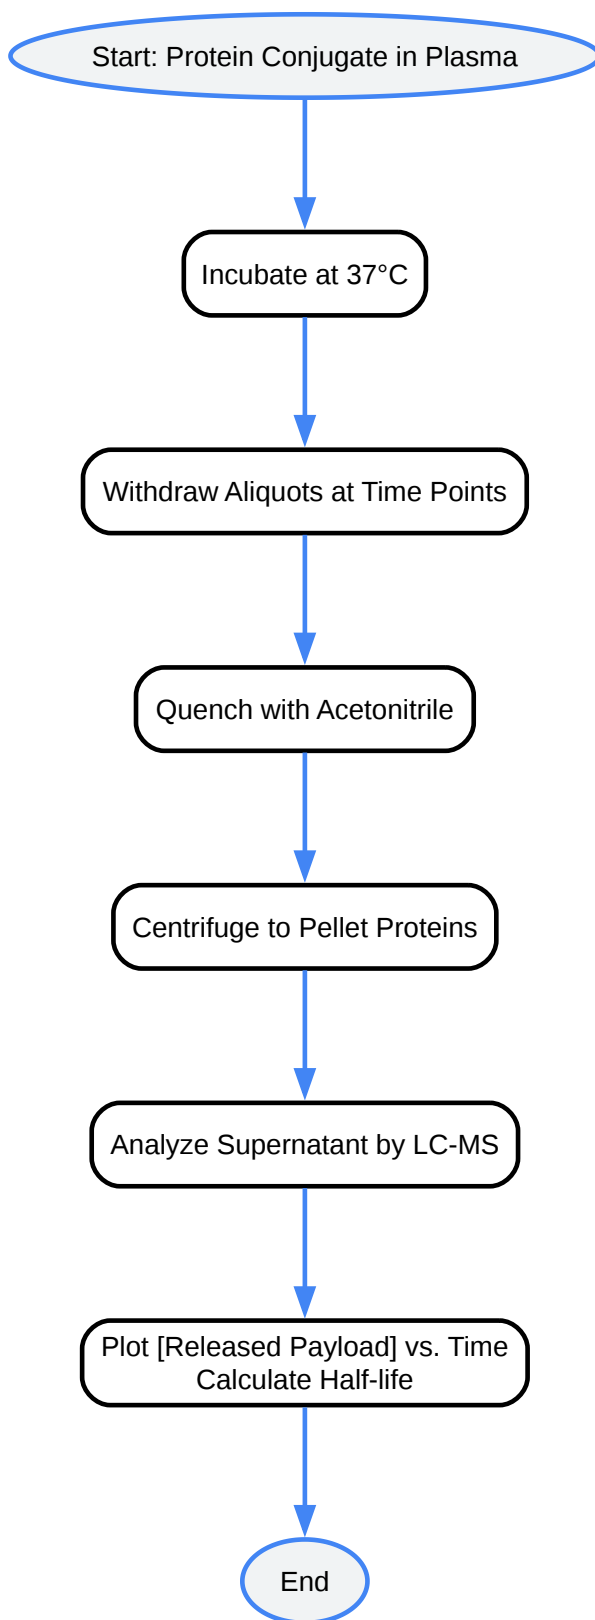 Start: Protein Conjugate in Plasma
Incubate at 37°C
Withdraw Aliquots at Time Points
Quench with Acetonitrile
Centrifuge to Pellet Proteins
Analyze Supernatant by LC-MS
Plot [Released Payload] vs. Time
Calculate Half-life
End